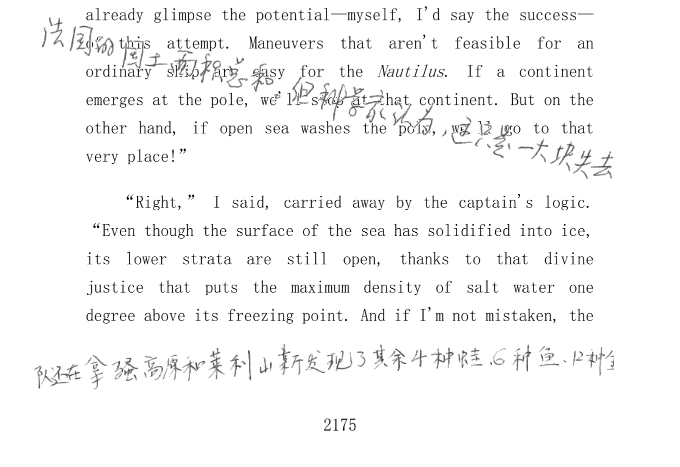 already glimpse the potential—myself, I'd say the success—
法国的国土面积总和
of this attempt. Maneuvers that aren't feasible for an
ordinary ship are easy for the Nautilus. If a continent
emerges at the pole, we'll stop at that continent. But on the
但科学家认为,这只是一大块失去
other hand, if open sea washes the pole, we'll go to that
very place!”
“Right,” I said, carried away by the captain's logic.
“Even though the surface of the sea has solidified into ice,
its lower strata are still open, thanks to that divine
justice that puts the maximum density of salt water one
degree above its freezing point. And if I'm not mistaken, the
队还在拿骚高原和莱利山新发现了其余4种蛙、6种鱼、12种
2175